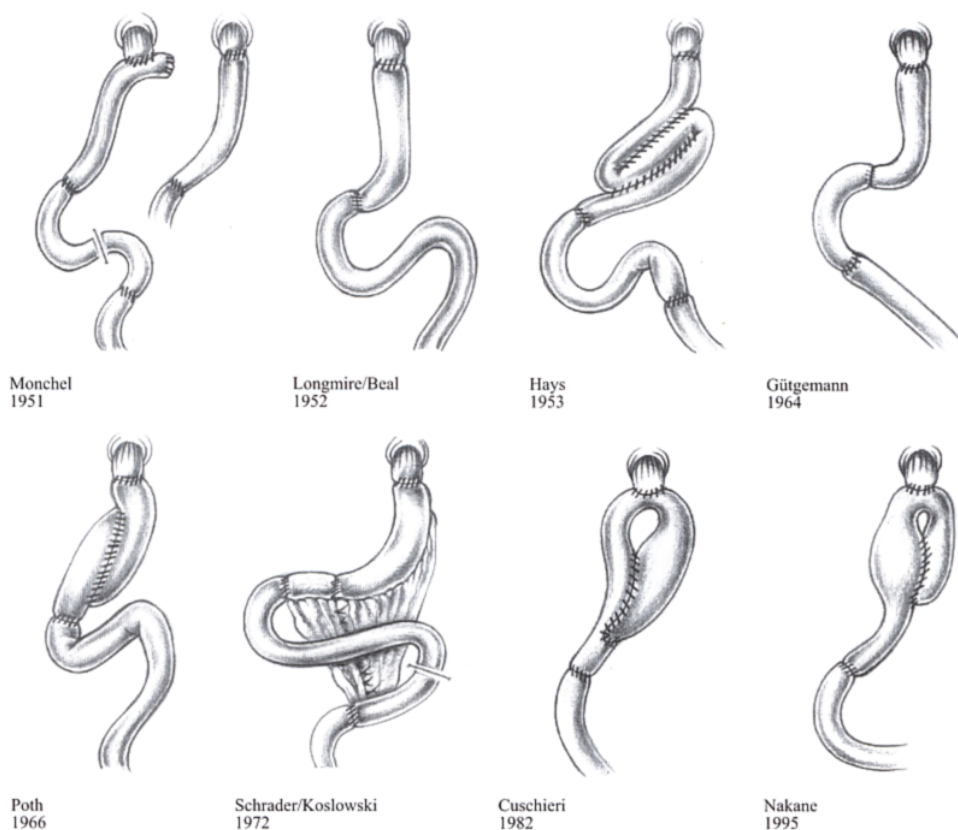 Monchel
1951
Longmire/Beal
1952
Hays
1953
Gütgemann
1964
Poth
1966
Schrader/Koslowski
1972
Cuschieri
1982
Nakane
1995